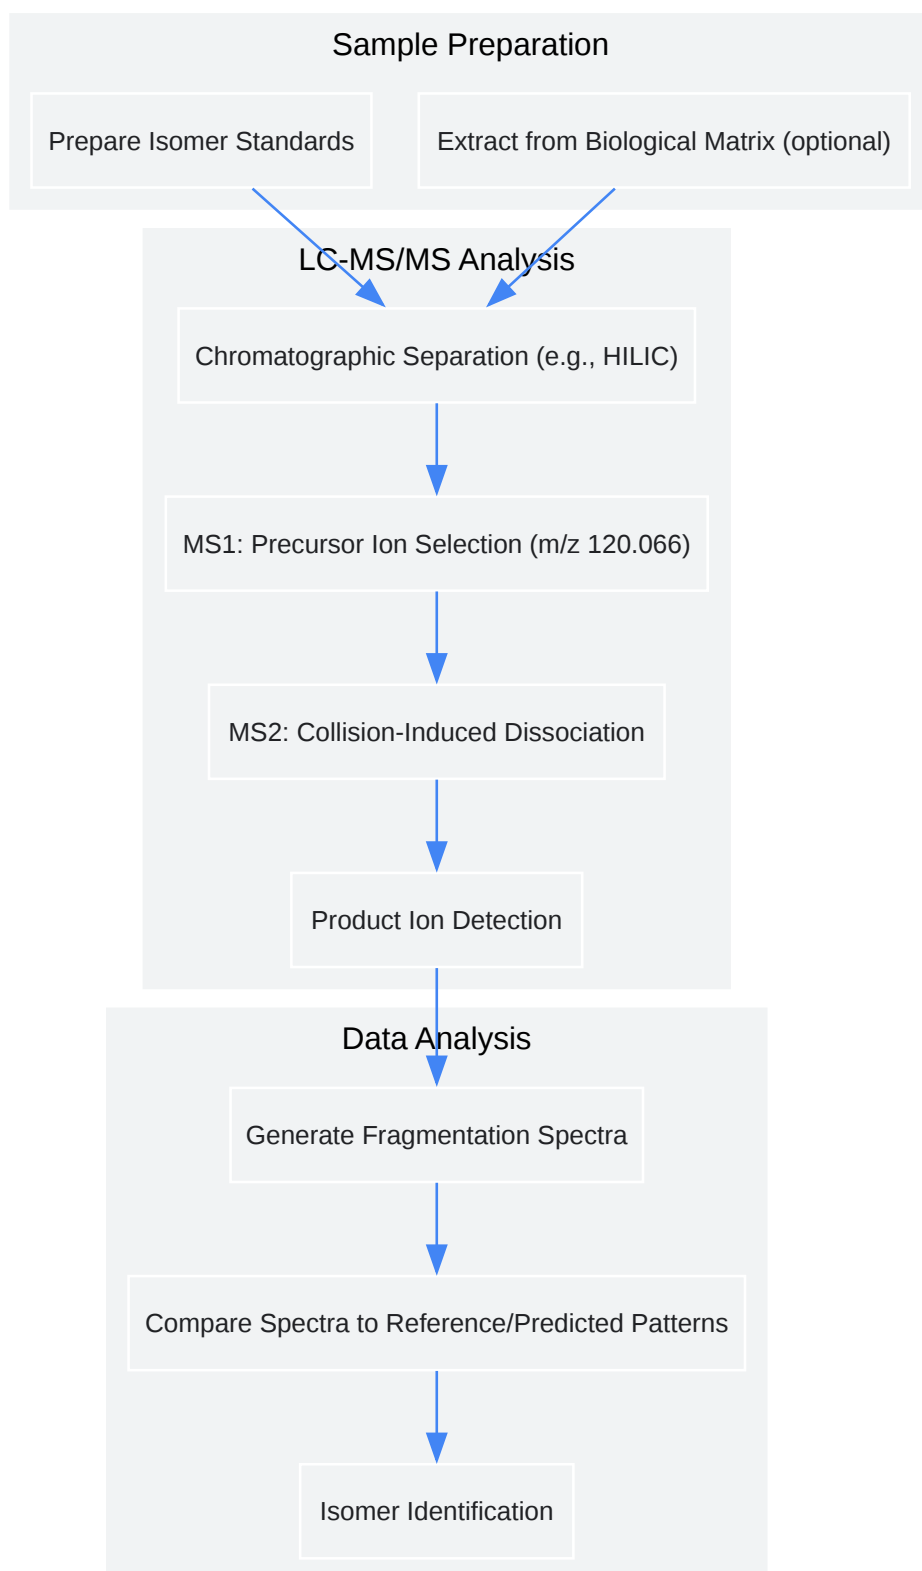 Sample Preparation
Prepare Isomer Standards
Extract from Biological Matrix (optional)
LC-MS/MS Analysis
Chromatographic Separation (e.g., HILIC)
MS1: Precursor Ion Selection (m/z 120.066)
MS2: Collision-Induced Dissociation
Product Ion Detection
Data Analysis
Generate Fragmentation Spectra
Compare Spectra to Reference/Predicted Patterns
Isomer Identification